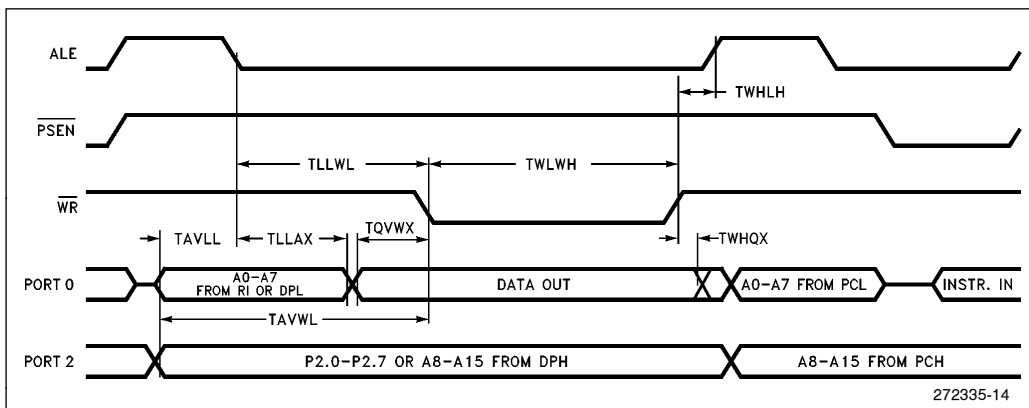 ALE
TWHLH
PSEN
TLLWL
TWLWH
WR
TAVLL
TLLAX
TQVWX
TWHQX
PORT 0
A0-A7
FROM RI OR DPL
DATA OUT
A0-A7 FROM PCL
INSTR. IN
TAVWL
PORT 2
P2.0-P2.7 OR A8-A15 FROM DPH
A8-A15 FROM PCH
272335-14